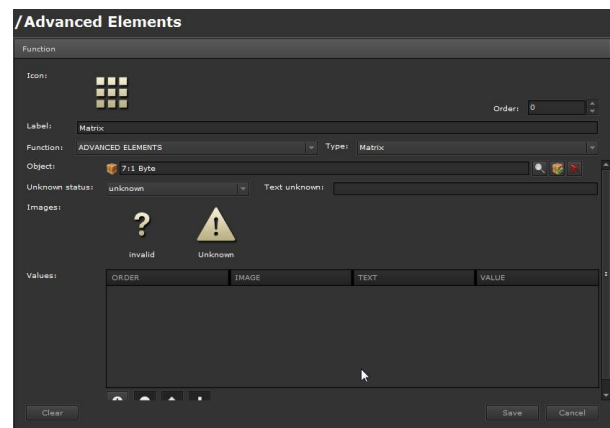 /Advanced Elements
Function
Icon:
Order: 0
Label: Matrix
Function: ADVANCED ELEMENTS Type: Matrix
Object: 7:1 Byte
Unknown status: unknown Text unknown:
Images:
? !
invalid Unknown
Values: ORDER IMAGE TEXT VALUE
Clear Save Cancel